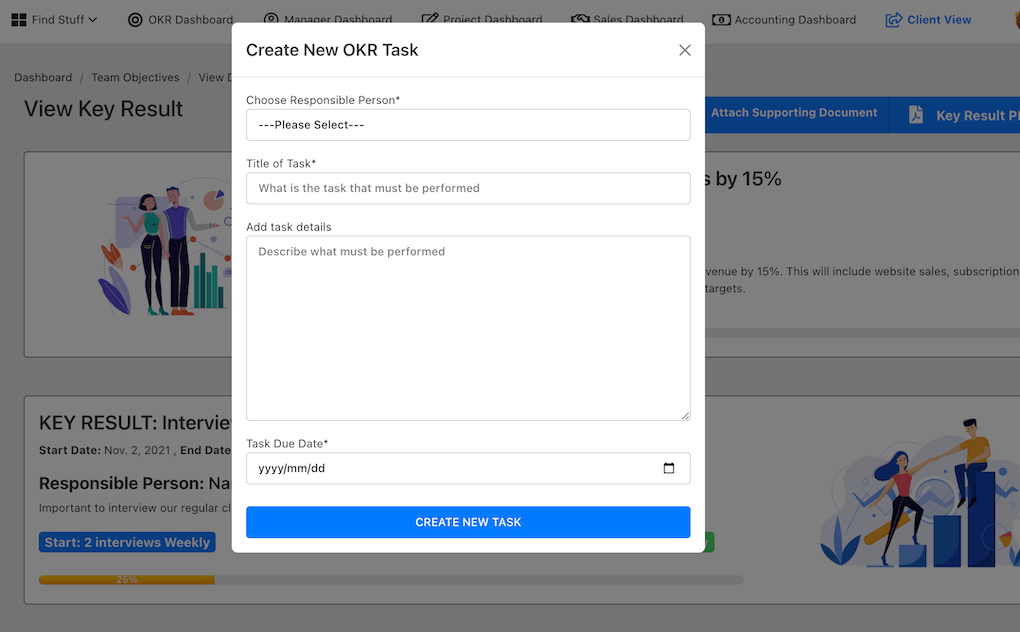 Find Stuff
OKR Dashboard
Manager Dashboard
Project Dashboard
Sales Dashboard
Accounting Dashboard
Client View
Create New OKR Task
Dashboard / Team Objectives / View
View Key Result
Attach Supporting Document
Key Result
Choose Responsible Person*
---Please Select---
Title of Task*
What is the task that must be performed
by 15%
Add task details
Describe what must be performed
venue by 15%. This will include website sales, subscription
targets.
KEY RESULT:
Start Date: Nov. 2, 2021 , End Date
Responsible Person:
Important to interview our regular
Start: 2 interviews Weekly
25%
Task Due Date*
yyyy/mm/dd
CREATE NEW TASK